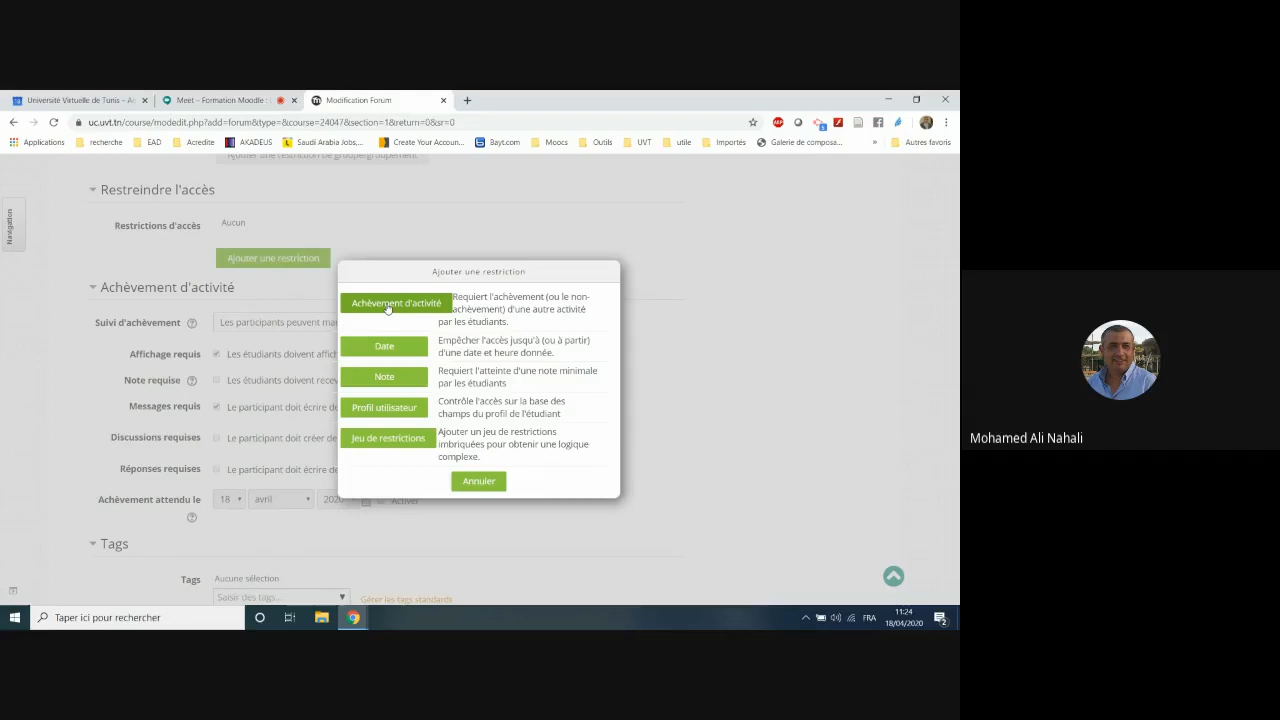 Université Virtuelle de Tunis – A
Meet – Formation Moodle :
Modification Forum
uc.uvt.tn/course/modedit.php?add=forum&type=&course=24047&section=1&return=0&sr=0
Applications
recherche
EAD
Acredite
AKADEUS
Saudi Arabia Jobs,...
Create Your Accoun...
Bayt.com
Moocs
Outils
UVT
utile
Importés
Galerie de composa...
»
Autres favoris
Ajouter une restriction de groupe/groupement
Navigation
Restreindre l'accès
Restrictions d'accès
Aucun
Ajouter une restriction
Achèvement d'activité
Suivi d'achèvement
Les participants peuvent mar
Affichage requis
Les étudiants doivent affich
Note requise
Les étudiants doivent recev
Messages requis
Le participant doit écrire de
Discussions requises
Le participant doit créer de
Réponses requises
Le participant doit écrire de
Achèvement attendu le
18
avril
2020
Activer
Tags
Tags
Aucune sélection
Saisir des tags...
Gérer les tags standards
Ajouter une restriction
Achèvement d'activité
Requiert l'achèvement (ou le non-
achèvement) d'une autre activité
par les étudiants.
Date
Empêcher l'accès jusqu'à (ou à partir)
d'une date et heure donnée.
Note
Requiert l'atteinte d'une note minimale
par les étudiants
Profil utilisateur
Contrôle l'accès sur la base des
champs du profil de l'étudiant
Jeu de restrictions
Ajouter un jeu de restrictions
imbriquées pour obtenir une logique
complexe.
Annuler
Taper ici pour rechercher
FRA
11:24
18/04/2020
2
Mohamed Ali Nahali